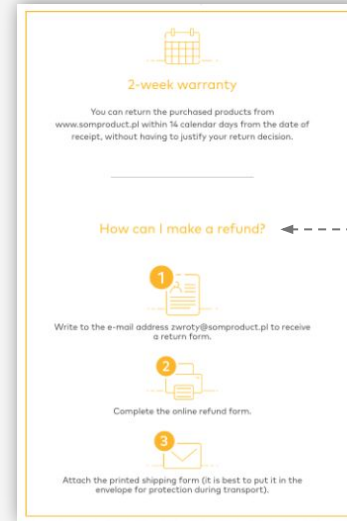 2-week warranty
You can return the purchased products from
www.somproduct.pl within 14 calendar days from the date of
receipt, without having to justify your return decision.
How can I make a refund?
1
Write to the e-mail address zwroty@somproduct.pl to receive
a return form.
2
Complete the online refund form.
3
Attach the printed shipping form (it is best to put it in the
envelope for protection during transport).